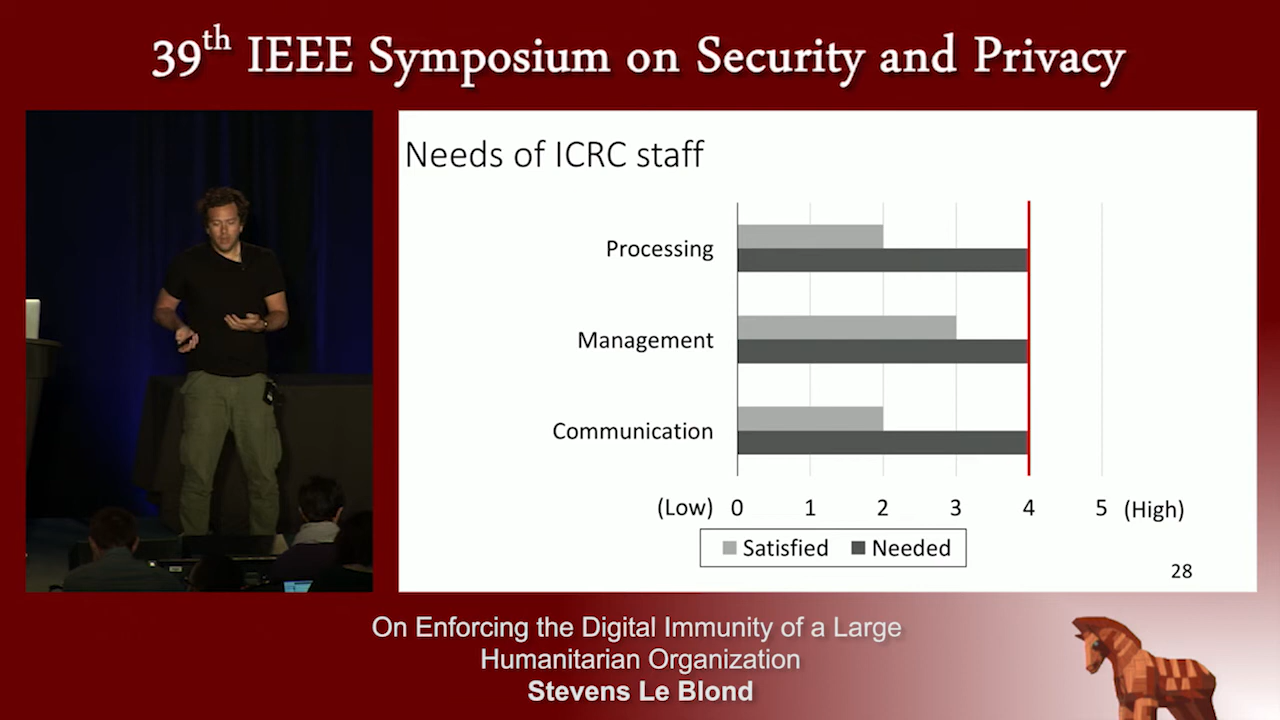 39th IEEE Symposium on Security and Privacy
Needs of ICRC staff
Processing
Management
Communication
(Low) 0 1 2 3 4 5 (High)
Satisfied Needed
28
On Enforcing the Digital Immunity of a Large
Humanitarian Organization
Stevens Le Blond